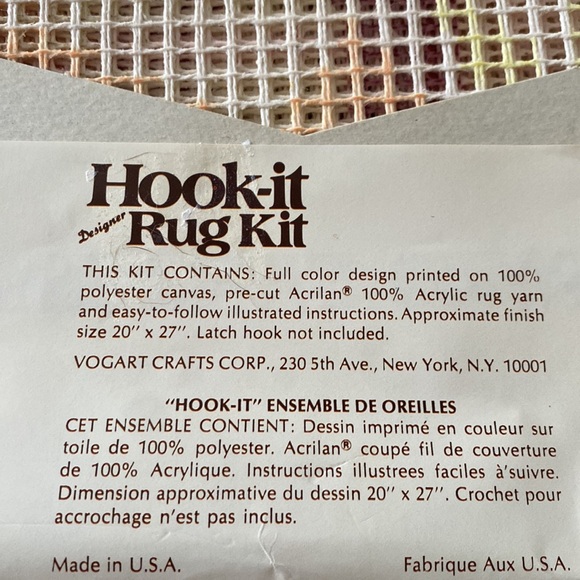 Hook-it
Designer Rug Kit
THIS KIT CONTAINS: Full color design printed on 100%
polyester canvas, pre-cut Acrilan® 100% Acrylic rug yarn
and easy-to-follow illustrated instructions. Approximate finish
size 20" x 27". Latch hook not included.
VOGART CRAFTS CORP., 230 5th Ave., New York, N.Y. 10001
"HOOK-IT" ENSEMBLE DE OREILLES
CET ENSEMBLE CONTIENT: Dessin imprimé en couleur sur
toile de 100% polyester. Acrilan® coupé fil de couverture
de 100% Acrylique. Instructions illustrees faciles à'suivre.
Dimension approximative du dessin 20" x 27". Crochet pour
accrochage n'est pas inclus.
Made in U.S.A. Fabrique Aux U.S.A.